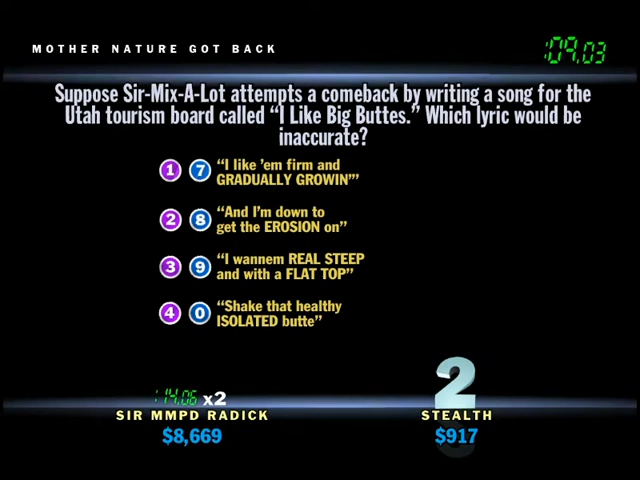 MOTHER NATURE GOT BACK
:09.03
Suppose Sir-Mix-A-Lot attempts a comeback by writing a song for the
Utah tourism board called “I Like Big Buttes.” Which lyric would be
inaccurate?
1 7 “I like ’em firm and
GRADUALLY GROWIN’”
2 8 “And I’m down to
get the EROSION on”
3 9 “I wannem REAL STEEP
and with a FLAT TOP”
4 0 “Shake that healthy
ISOLATED butte”
:14.06 x2
SIR MMPD RADICK
$8,669
2
STEALTH
$917